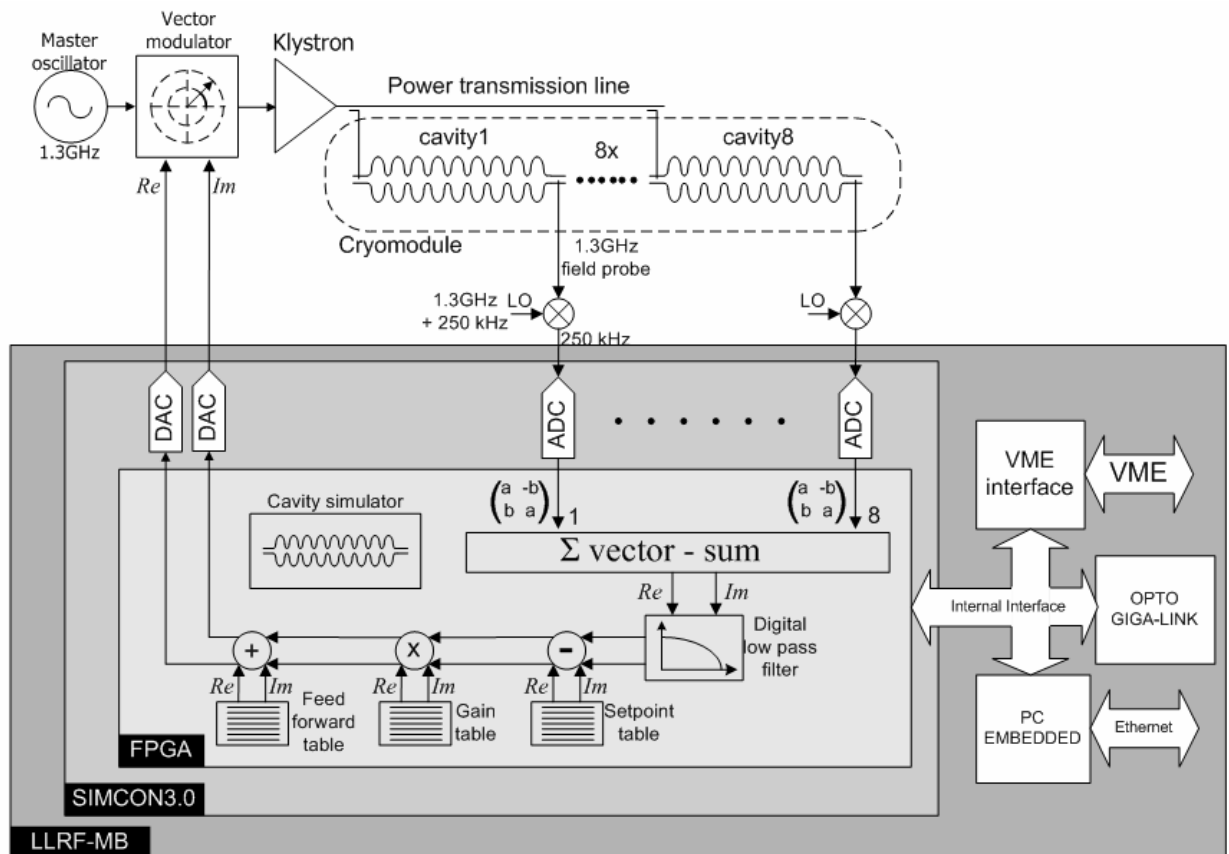 Master
oscillator
1.3GHz
Vector
modulator
Klystron
Power transmission line
cavity1
8x
cavity8
Cryomodule
Re
Im
1.3GHz
field probe
1.3GHz
+ 250 kHz
LO
250 kHz
LO
DAC
DAC
ADC
ADC
(a -b
b a) 1
(a -b
b a) 8
Cavity simulator
Σ vector - sum
Re
Im
Digital
low pass
filter
+
x
-
Re
Im
Feed
forward
table
Re
Im
Gain
table
Re
Im
Setpoint
table
FPGA
SIMCON3.0
LLRF-MB
VME
interface
VME
Internal Interface
OPTO
GIGA-LINK
PC
EMBEDDED
Ethernet